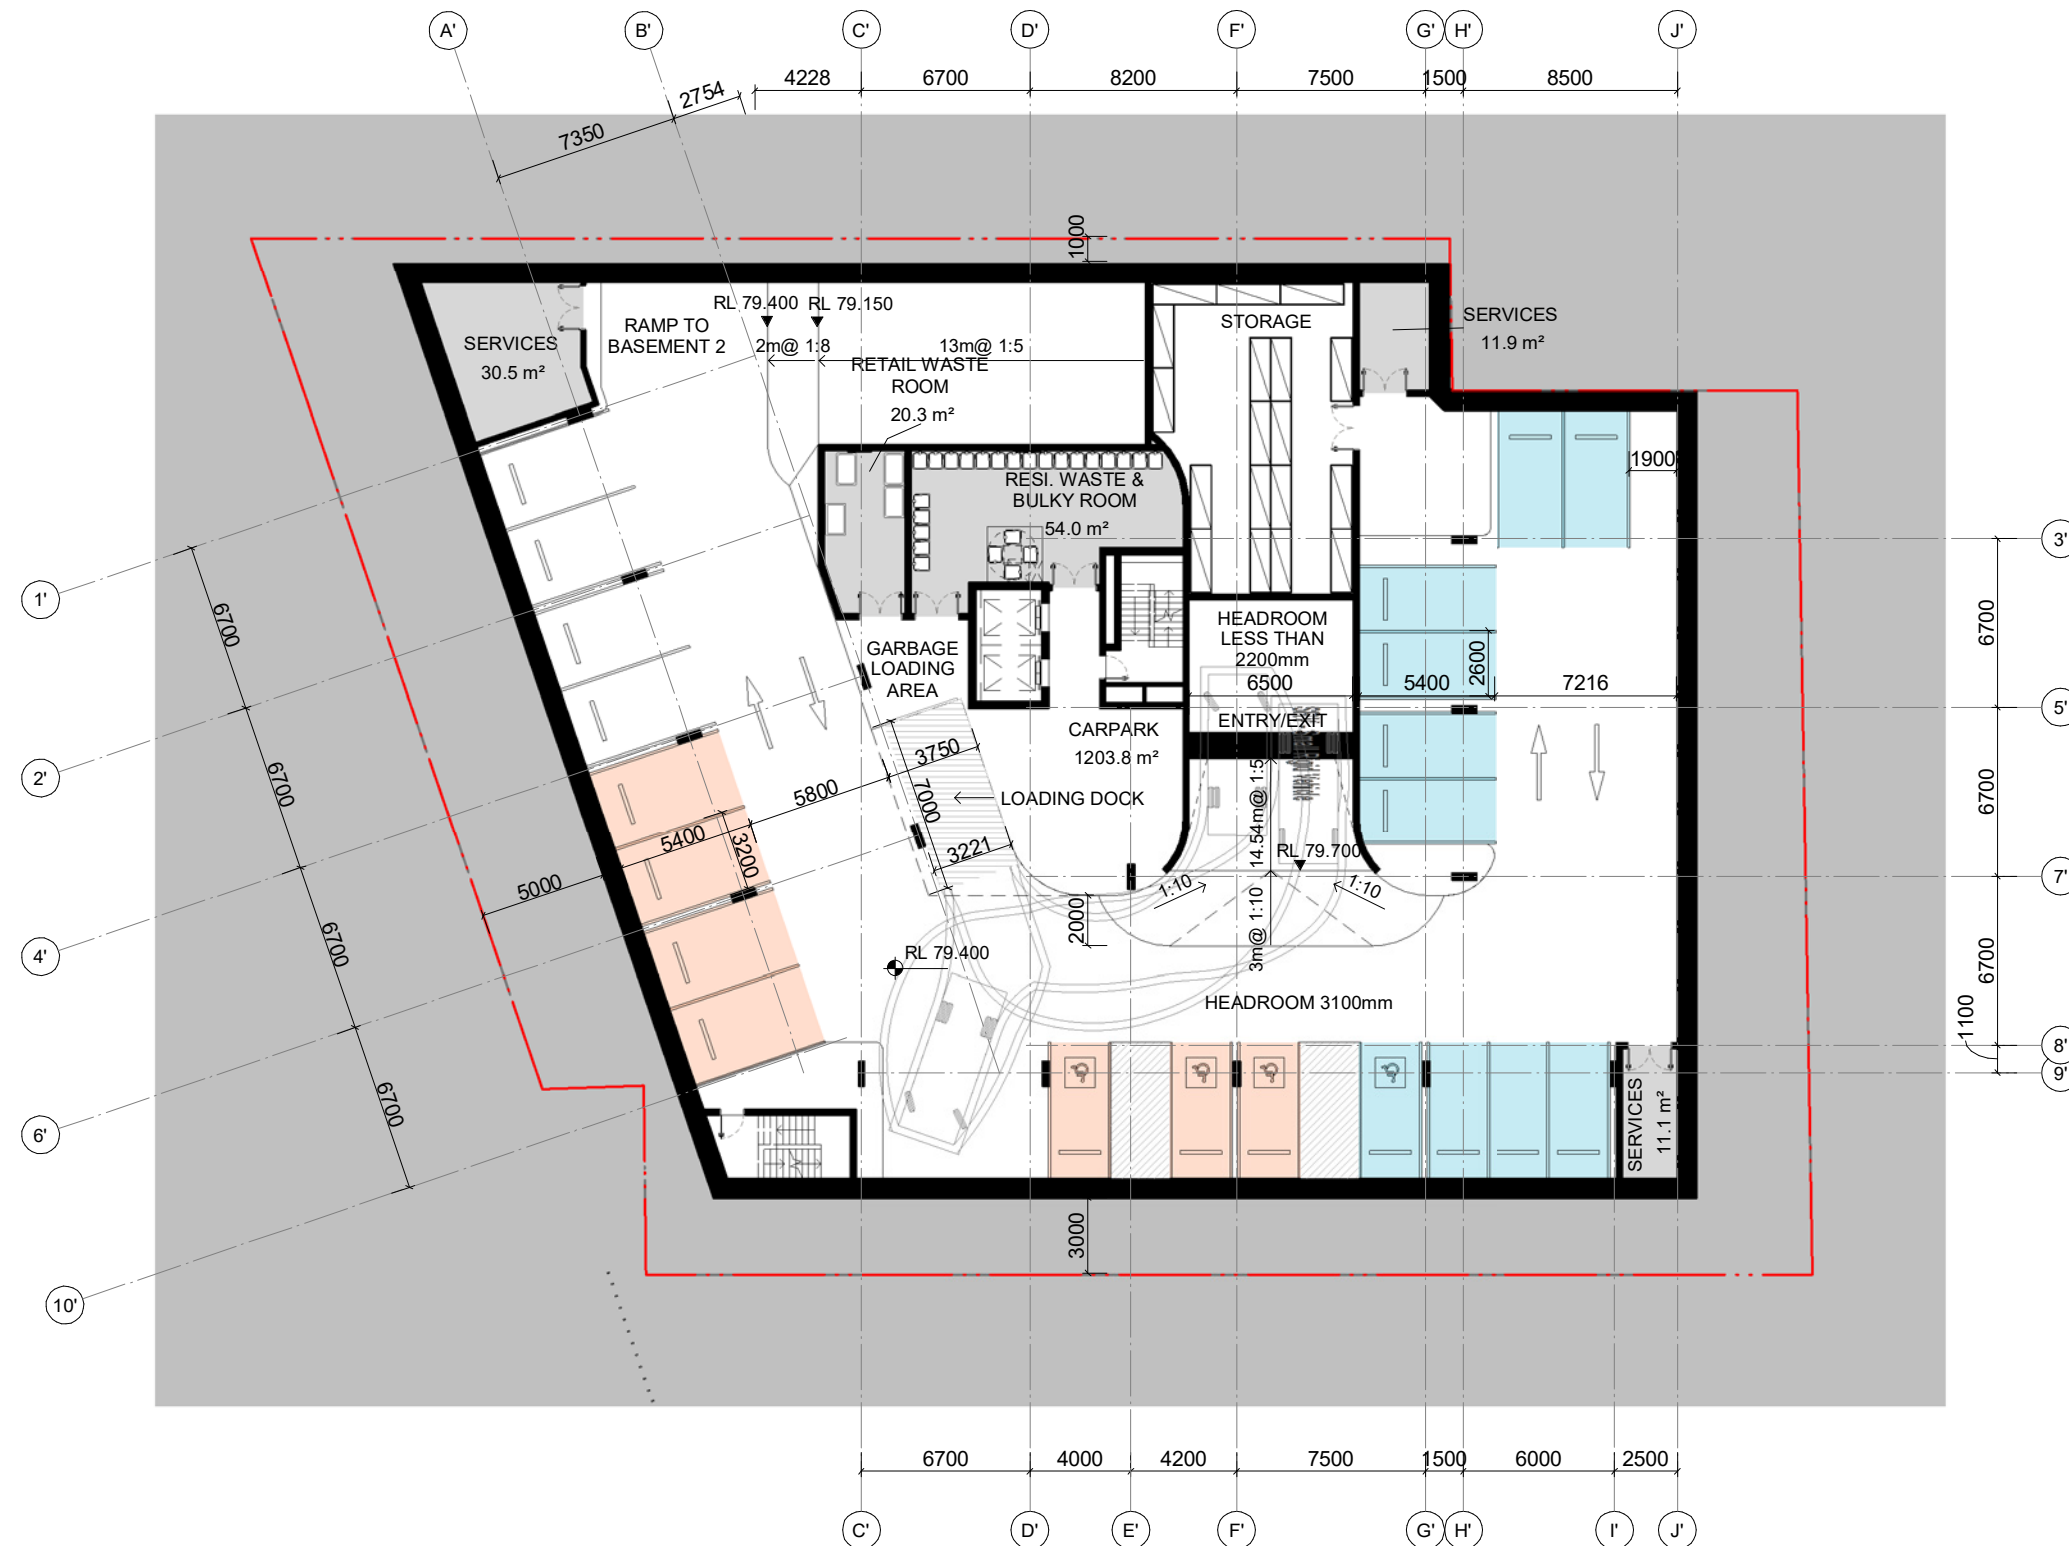 A' B' C' D' F' G' H' J'
4228 6700 8200 7500 1500 8500
2754
7350
1000
RL 79.400 RL 79.150
RAMP TO
BASEMENT 2
2m@ 1:8
13m@ 1:5
SERVICES
30.5 m²
STORAGE
SERVICES
11.9 m²
RETAIL WASTE
ROOM
20.3 m²
RESI. WASTE &
BULKY ROOM
54.0 m²
1900
3'
1'
6700
GARBAGE
LOADING
AREA
HEADROOM
LESS THAN
2200mm
6500
5400
2600
7216
6700
5'
ENTRY/EXIT
CARPARK
1203.8 m²
3750
2'
6700
5800
7000
LOADING DOCK
14.54m@ 1:5
6700
5400
3200
3221
RL 79.700
5000
1:10
1:10
7'
4'
6700
2000
3m@ 1:10
RL 79.400
HEADROOM 3100mm
6700
1100
8'
9'
6'
6700
SERVICES
11.1 m²
3000
10'
6700 4000 4200 7500 1500 6000 2500
C' D' E' F' G' H' I' J'